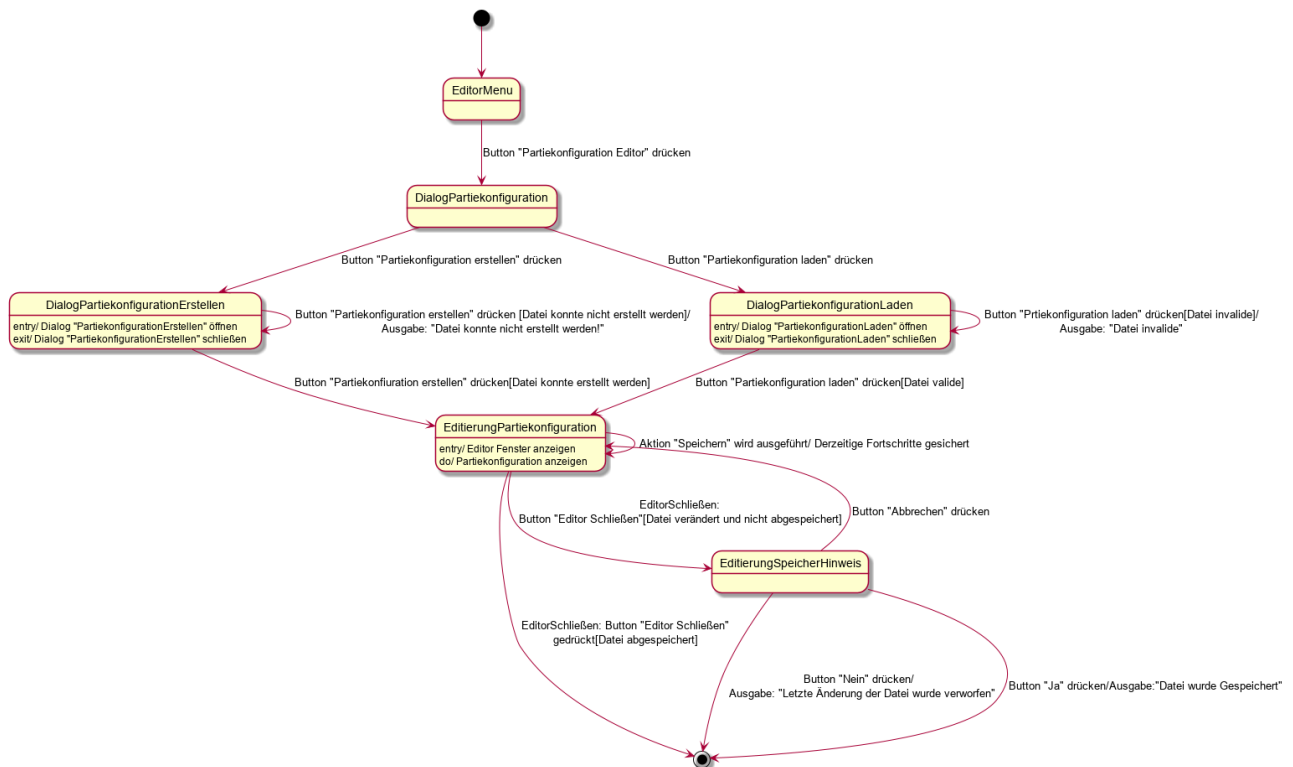 EditorMenu
Button "Partiekonfiguration Editor" drücken
DialogPartiekonfiguration
Button "Partiekonfiguration erstellen" drücken
Button "Partiekonfiguration laden" drücken
DialogPartiekonfigurationErstellen
entry/ Dialog "PartiekonfigurationErstellen" öffnen
exit/ Dialog "PartiekonfigurationErstellen" schließen
Button "Partiekonfiguration erstellen" drücken [Datei konnte nicht erstellt werden]/
Ausgabe: "Datei konnte nicht erstellt werden!"
DialogPartiekonfigurationLaden
entry/ Dialog "PartiekonfigurationLaden" öffnen
exit/ Dialog "PartiekonfigurationLaden" schließen
Button "Prtiekonfiguration laden" drücken[Datei invalide]/
Ausgabe: "Datei invalide"
Button "Partiekonfiuration erstellen" drücken[Datei konnte erstellt werden]
Button "Partiekonfiguration laden" drücken[Datei valide]
EditierungPartiekonfiguration
entry/ Editor Fenster anzeigen
do/ Partiekonfiguration anzeigen
Aktion "Speichern" wird ausgeführt/ Derzeitige Fortschritte gesichert
EditorSchließen:
Button "Editor Schließen"[Datei verändert und nicht abgespeichert]
Button "Abbrechen" drücken
EditierungSpeicherHinweis
EditorSchließen: Button "Editor Schließen"
gedrückt[Datei abgespeichert]
Button "Nein" drücken/
Ausgabe: "Letzte Änderung der Datei wurde verworfen"
Button "Ja" drücken/Ausgabe:"Datei wurde Gespeichert"